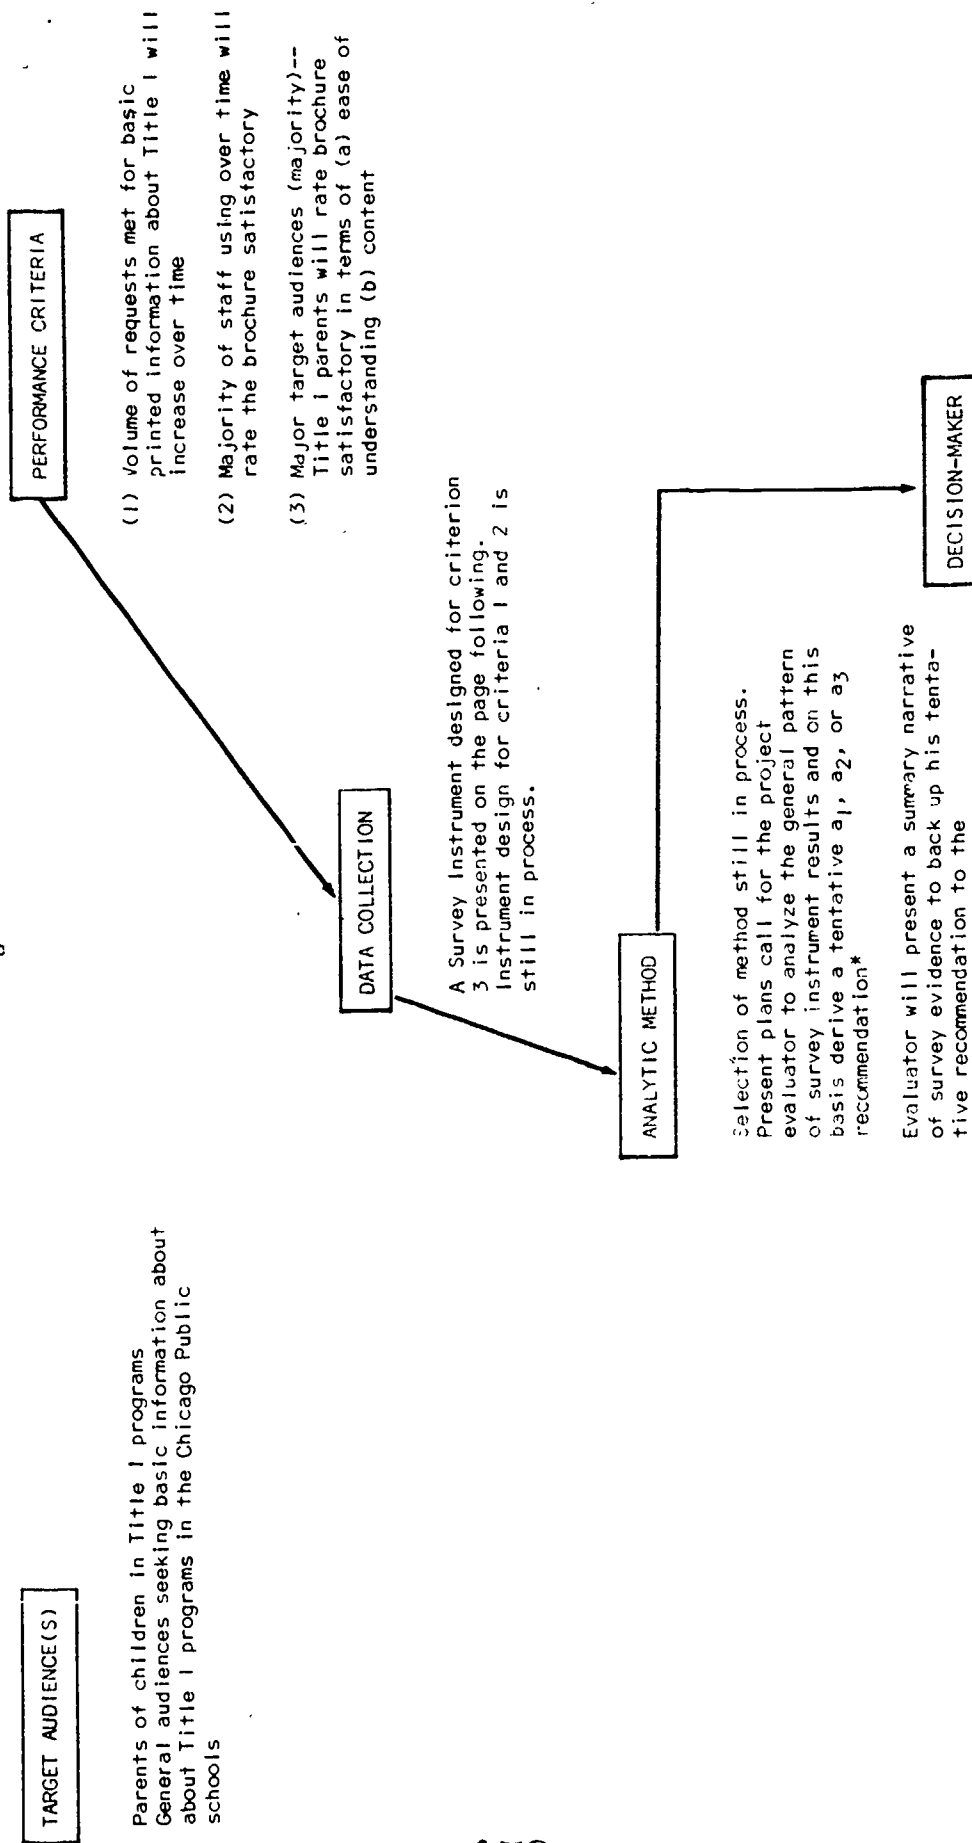 TARGET AUDIENCE(S)
Parents of children in Title I programs
General audiences seeking basic information about
about Title I programs in the Chicago Public
schools
PERFORMANCE CRITERIA
(1) Volume of requests met for basic
printed information about Title I will
increase over time
(2) Majority of staff using over time will
rate the brochure satisfactory
(3) Major target audiences (majority)--
Title I parents will rate brochure
satisfactory in terms of (a) ease of
understanding (b) content
DATA COLLECTION
A Survey Instrument designed for criterion
3 is presented on the page following.
Instrument design for criteria 1 and 2 is
still in process.
ANALYTIC METHOD
Selection of method still in process.
Present plans call for the project
evaluator to analyze the general pattern
of survey instrument results and on this
basis derive a tentative a1, a2, or a3
recommendation*
Evaluator will present a summary narrative
of survey evidence to back up his tenta-
tive recommendation to the
DECISION-MAKER